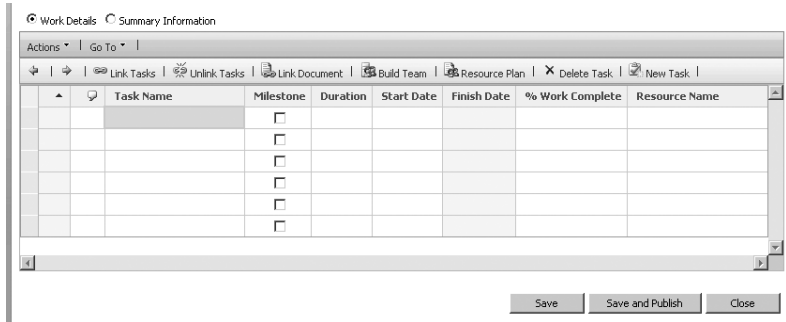 Work Details Summary Information
Actions Go To
Link Tasks Unlink Tasks Link Document Build Team Resource Plan Delete Task New Task
Task Name Milestone Duration Start Date Finish Date % Work Complete Resource Name
Save Save and Publish Close